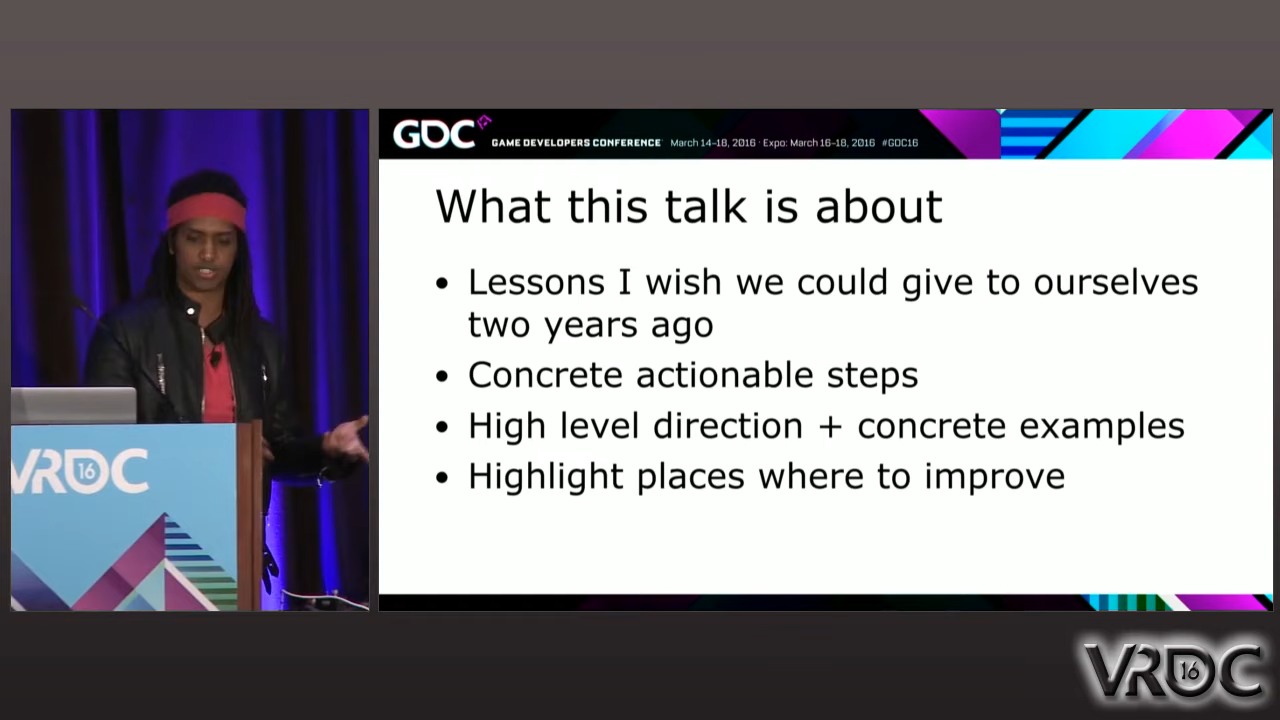 GDC
GAME DEVELOPERS CONFERENCE March 14-18, 2016 · Expo: March 16-18, 2016 #GDC16
What this talk is about
• Lessons I wish we could give to ourselves
two years ago
• Concrete actionable steps
• High level direction + concrete examples
• Highlight places where to improve
VRDC 16
VRDC 16